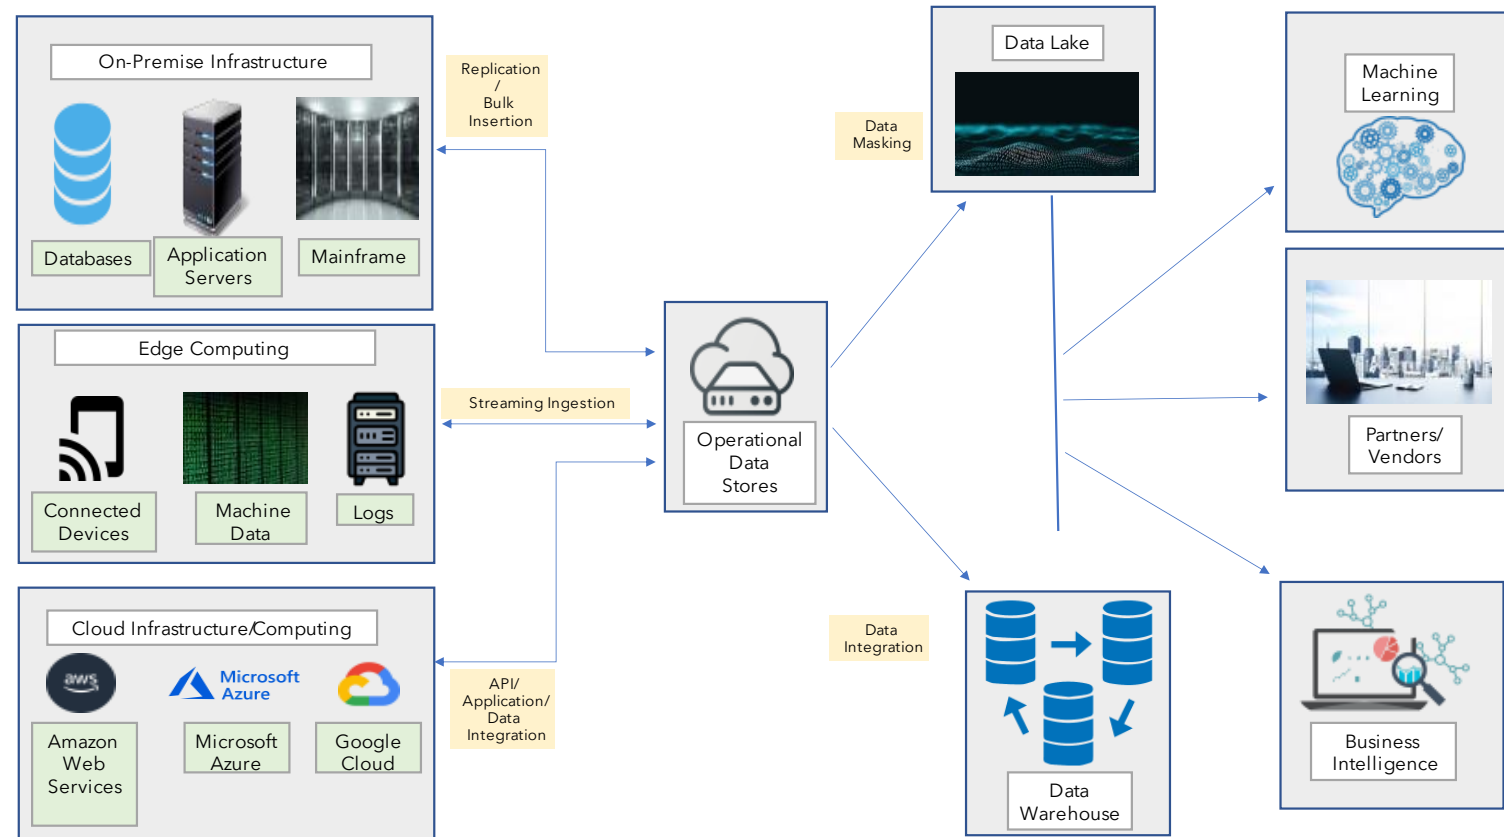 On-Premise Infrastructure
Databases
Application
Servers
Mainframe
Edge Computing
Connected
Devices
Machine
Data
Logs
Cloud Infrastructure/Computing
aws
Microsoft
Azure
Amazon
Web
Services
Microsoft
Azure
Google
Cloud
Replication
/
Bulk
Insertion
Streaming Ingestion
API/
Application/
Data
Integration
Operational
Data
Stores
Data
Masking
Data
Integration
Data Lake
Data
Warehouse
Machine
Learning
Partners/
Vendors
Business
Intelligence